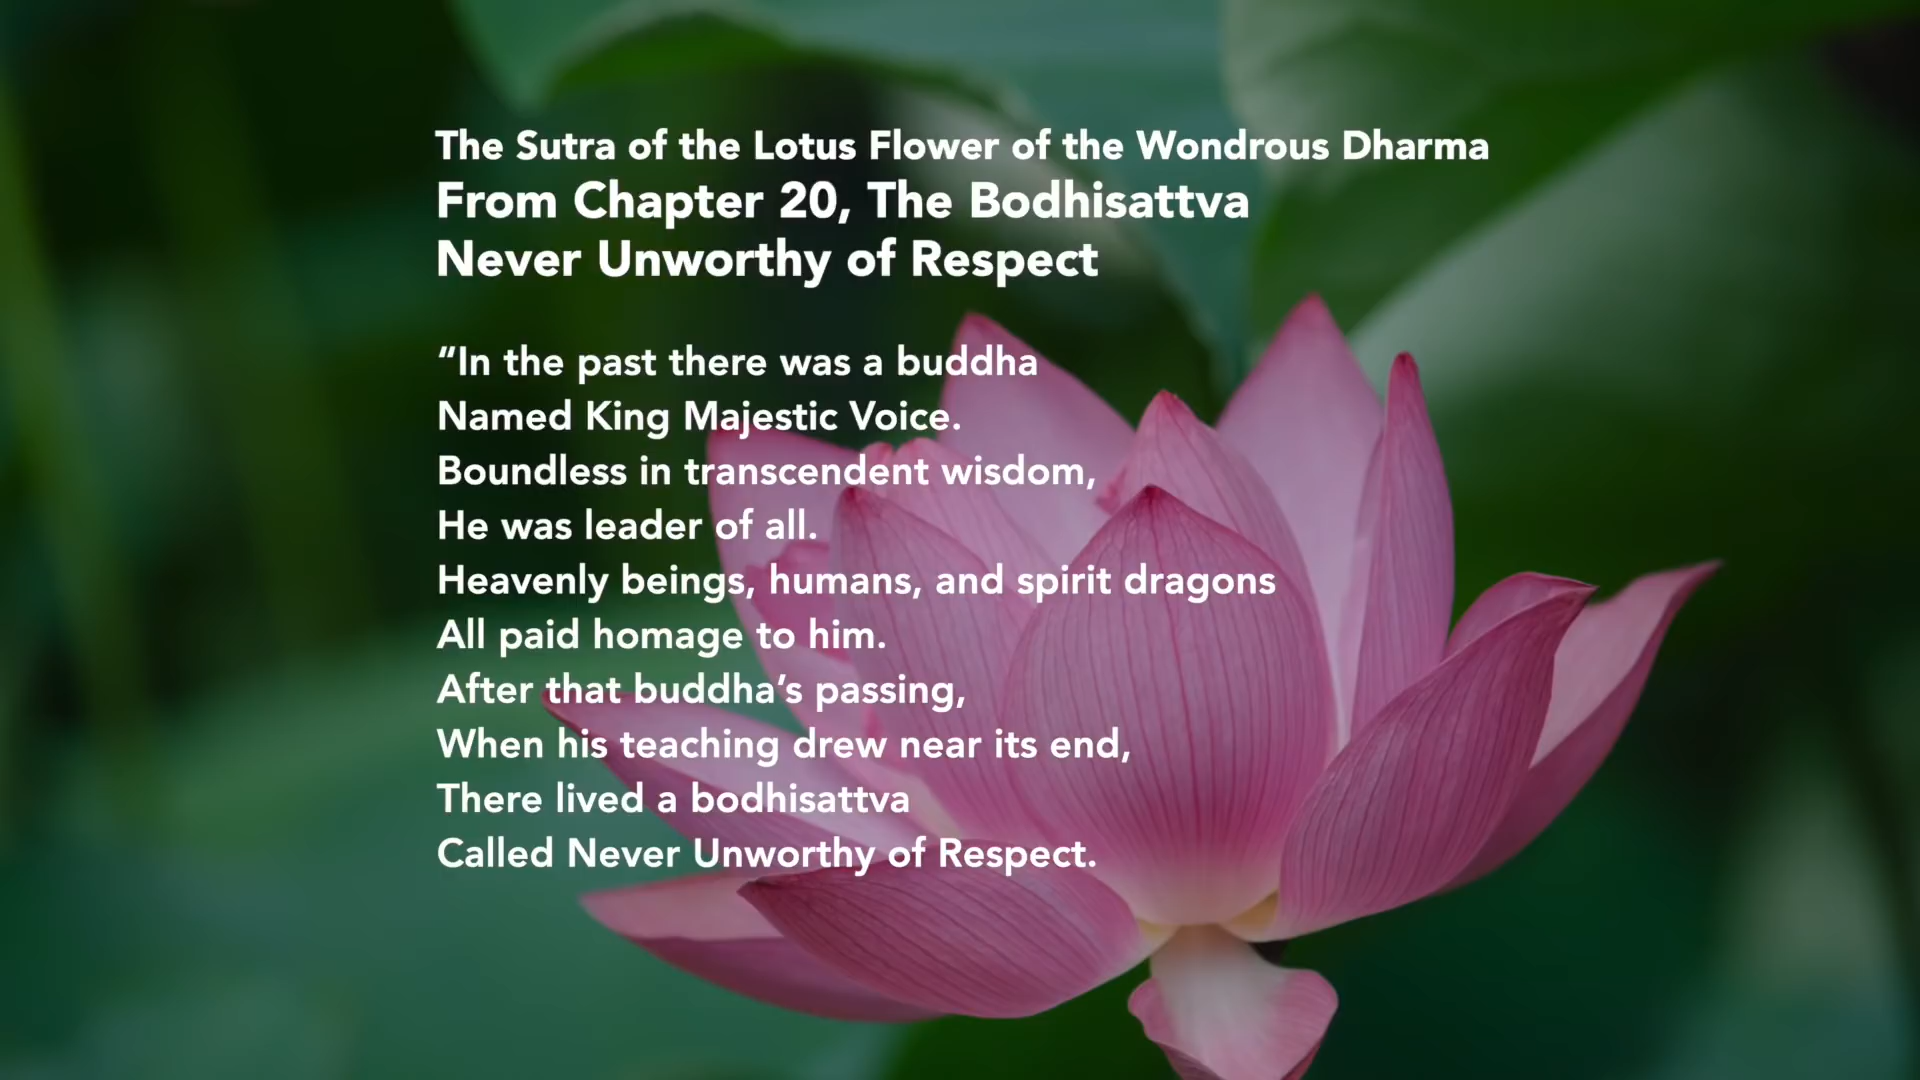 The Sutra of the Lotus Flower of the Wondrous Dharma
From Chapter 20, The Bodhisattva
Never Unworthy of Respect
“In the past there was a buddha
Named King Majestic Voice.
Boundless in transcendent wisdom,
He was leader of all.
Heavenly beings, humans, and spirit dragons
All paid homage to him.
After that buddha’s passing,
When his teaching drew near its end,
There lived a bodhisattva
Called Never Unworthy of Respect.